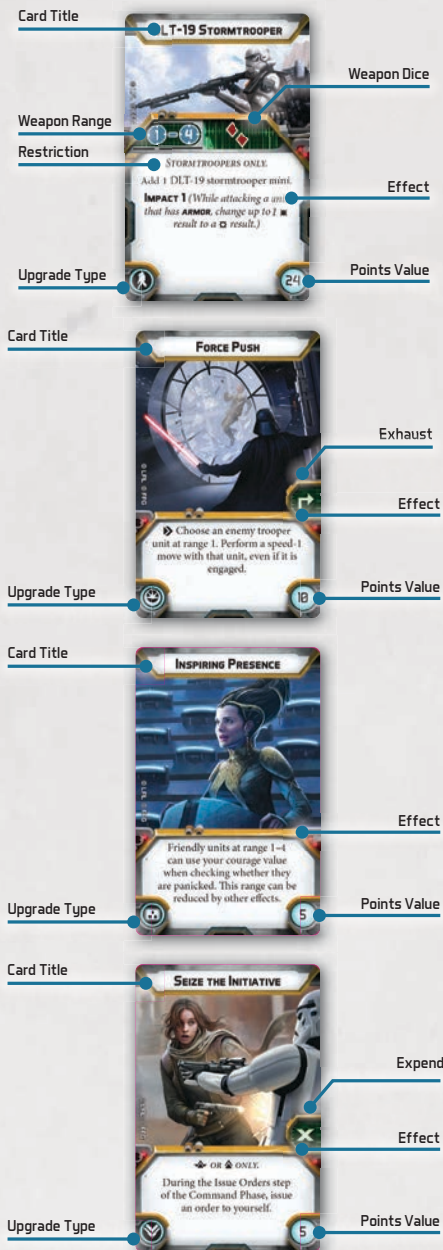 Card Title
DLT-19 Stormtrooper
Weapon Dice
Weapon Range
1 - 4
Restriction
Stormtroopers only.
Add 1 DLT-19 stormtrooper mini.
Effect
Impact 1 (While attacking a unit
that has ARMOR, change up to 1
result to a result.)
Upgrade Type
24
Points Value
Card Title
Force Push
Exhaust
Effect
Choose an enemy trooper
unit at range 1. Perform a speed-1
move with that unit, even if it is
engaged.
Upgrade Type
10
Points Value
Card Title
Inspiring Presence
Effect
Friendly units at range 1–4
can use your courage value
when checking whether they
are panicked. This range can be
reduced by other effects.
Upgrade Type
5
Points Value
Card Title
Seize the Initiative
Expend
Effect
or only.
During the Issue Orders step
of the Command Phase, issue
an order to yourself.
Upgrade Type
5
Points Value